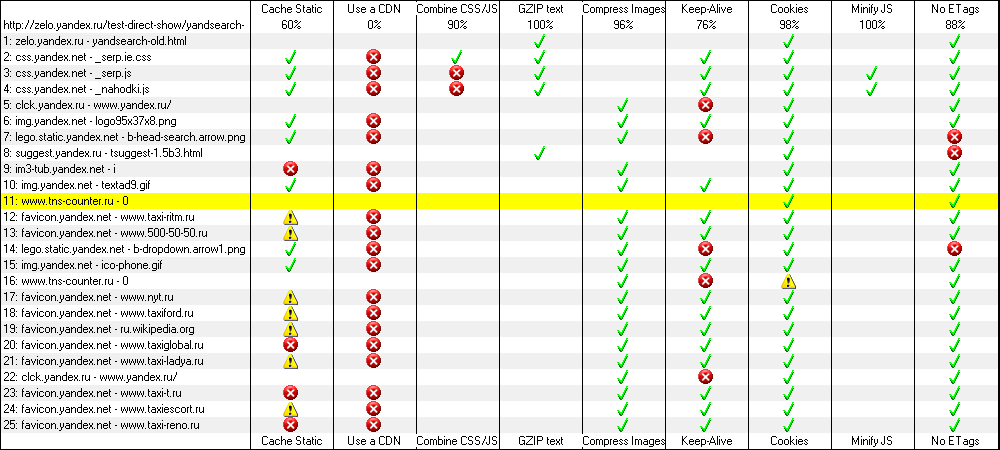 Cache Static Use a CDN Combine CSS/JS GZIP text Compress Images Keep-Alive Cookies Minify JS No ETags
http://zelo.yandex.ru/test-direct-show/yandsearch- 60% 0% 90% 100% 96% 76% 98% 100% 88%
1: zelo.yandex.ru - yandsearch-old.html
2: css.yandex.net - _serp.ie.css
3: css.yandex.net - _serp.js
4: css.yandex.net - _nahodki.js
5: clck.yandex.ru - www.yandex.ru/
6: img.yandex.net - logo95x37x8.png
7: lego.static.yandex.net - b-head-search.arrow.png
8: suggest.yandex.ru - tsuggest-1.5b3.html
9: im3-tub.yandex.net - i
10: img.yandex.net - textad9.gif
11: www.tns-counter.ru - 0
12: favicon.yandex.net - www.taxi-ritm.ru
13: favicon.yandex.net - www.500-50-50.ru
14: lego.static.yandex.net - b-dropdown.arrow1.png
15: img.yandex.net - ico-phone.gif
16: www.tns-counter.ru - 0
17: favicon.yandex.net - www.nyt.ru
18: favicon.yandex.net - www.taxiford.ru
19: favicon.yandex.net - ru.wikipedia.org
20: favicon.yandex.net - www.taxiglobal.ru
21: favicon.yandex.net - www.taxi-ladya.ru
22: clck.yandex.ru - www.yandex.ru/
23: favicon.yandex.net - www.taxi-t.ru
24: favicon.yandex.net - www.taxiescort.ru
25: favicon.yandex.net - www.taxi-reno.ru
Cache Static Use a CDN Combine CSS/JS GZIP text Compress Images Keep-Alive Cookies Minify JS No ETags